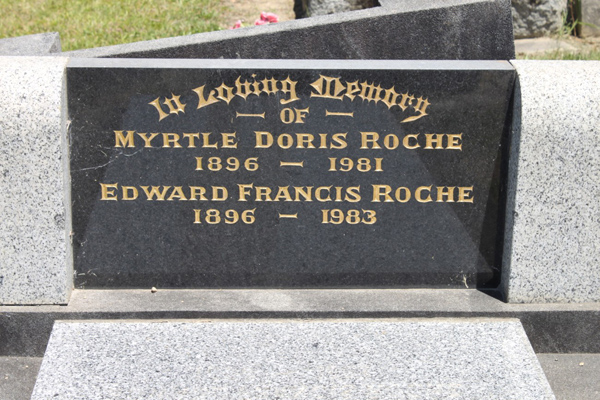 In Loving Memory
— OF —
MYRTLE DORIS ROCHE
1896 — 1981
EDWARD FRANCIS ROCHE
1896 — 1983